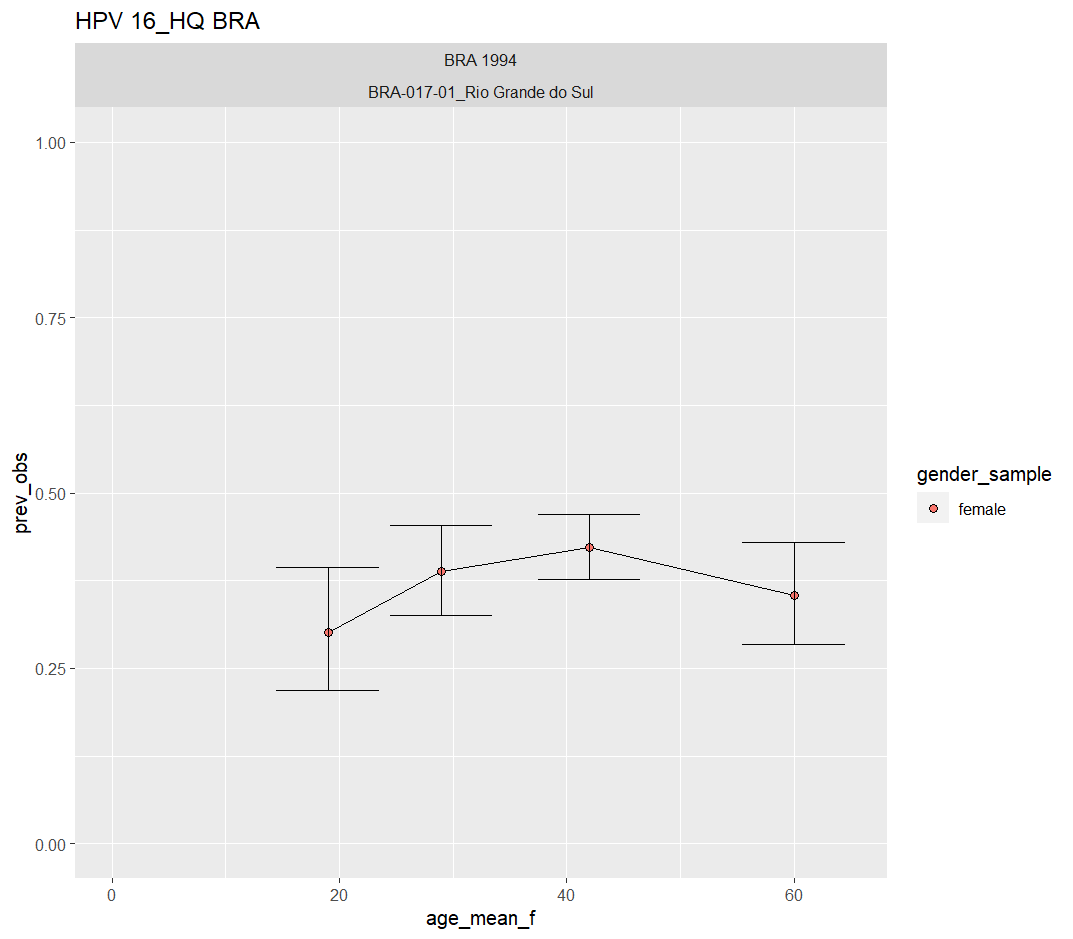 HPV 16_HQ BRA
BRA 1994
BRA-017-01_Rio Grande do Sul
1.00
0.75
0.50
0.25
0.00
prev_obs
0
20
40
60
age_mean_f
gender_sample
female